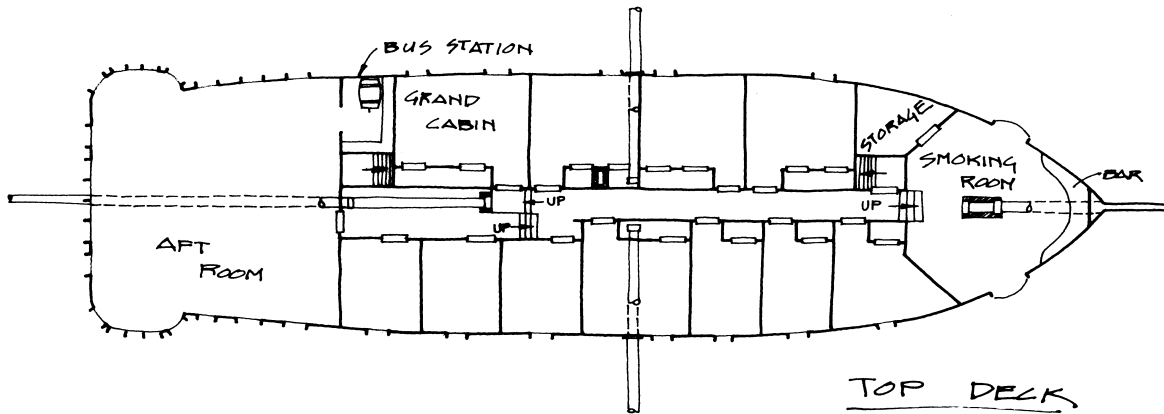 BUS STATION
GRAND
CABIN
STORAGE
SMOKING
ROOM
BAR
UP
UP
UP
AFT
ROOM
TOP DECK